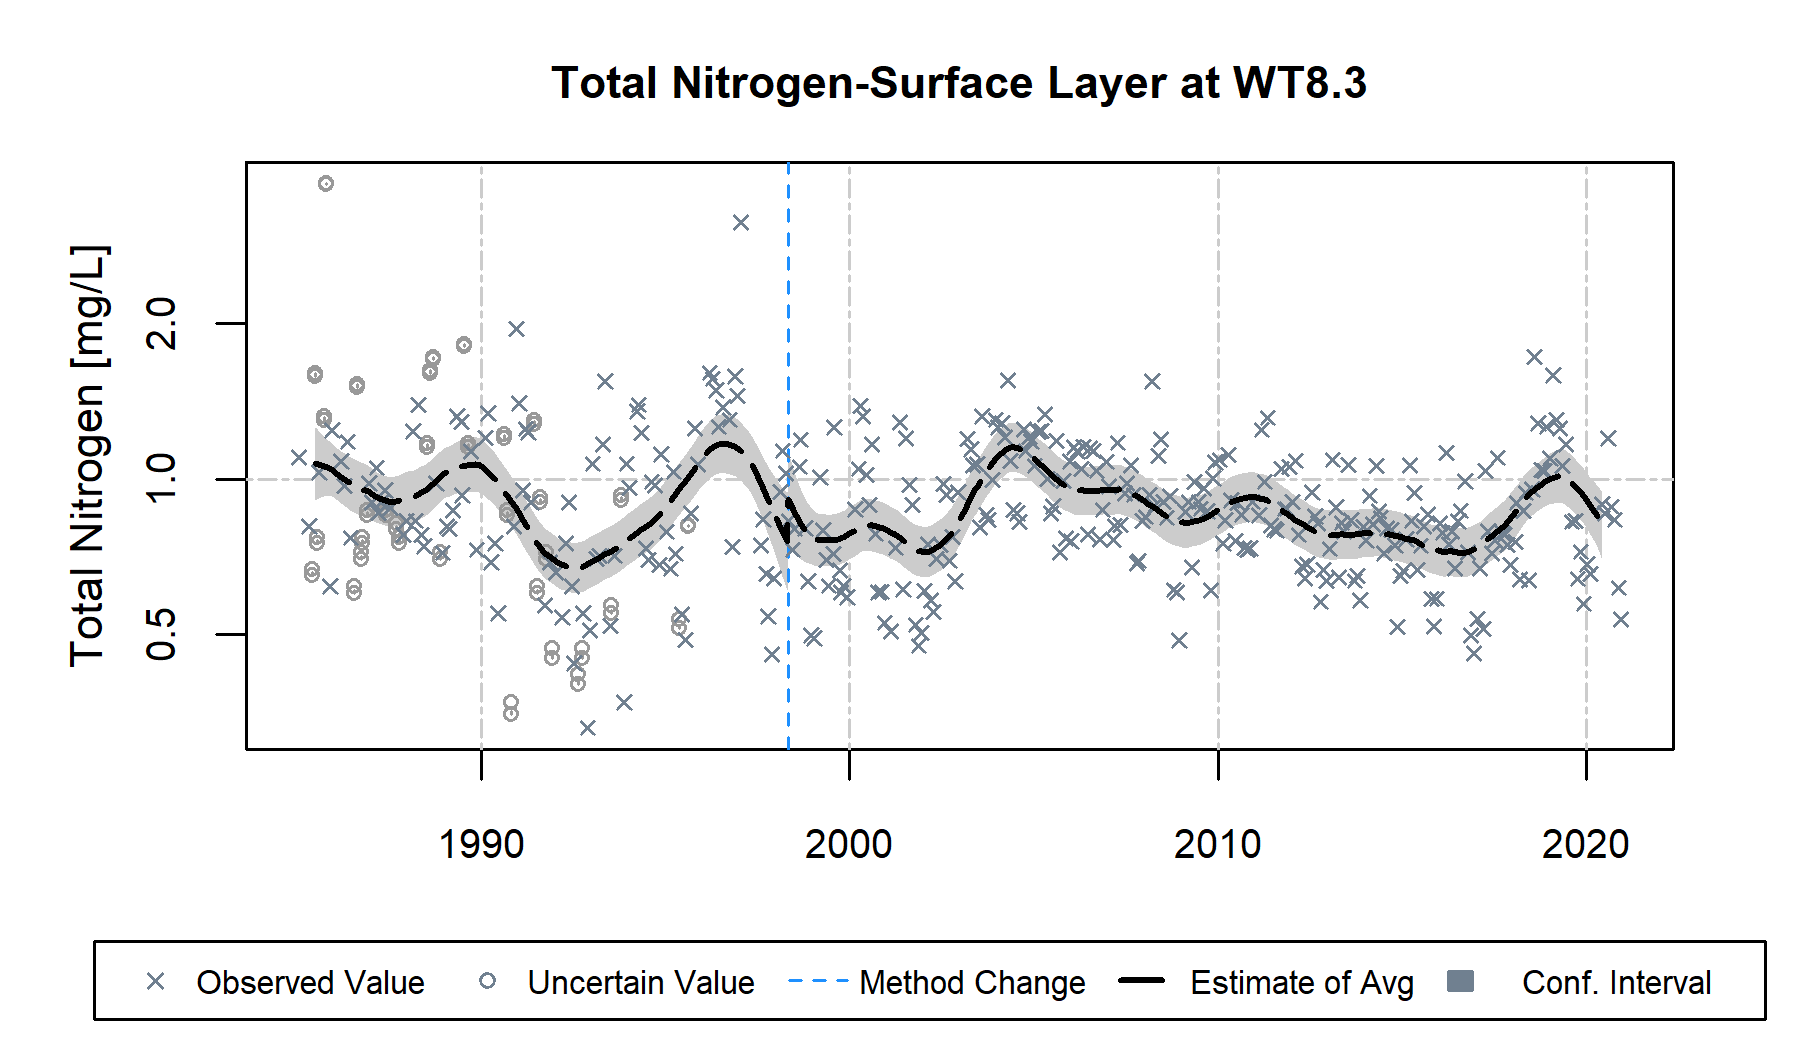 Total Nitrogen-Surface Layer at WT8.3
Total Nitrogen [mg/L]
2.0
1.0
0.5
1990 2000 2010 2020
Observed Value Uncertain Value Method Change Estimate of Avg Conf. Interval